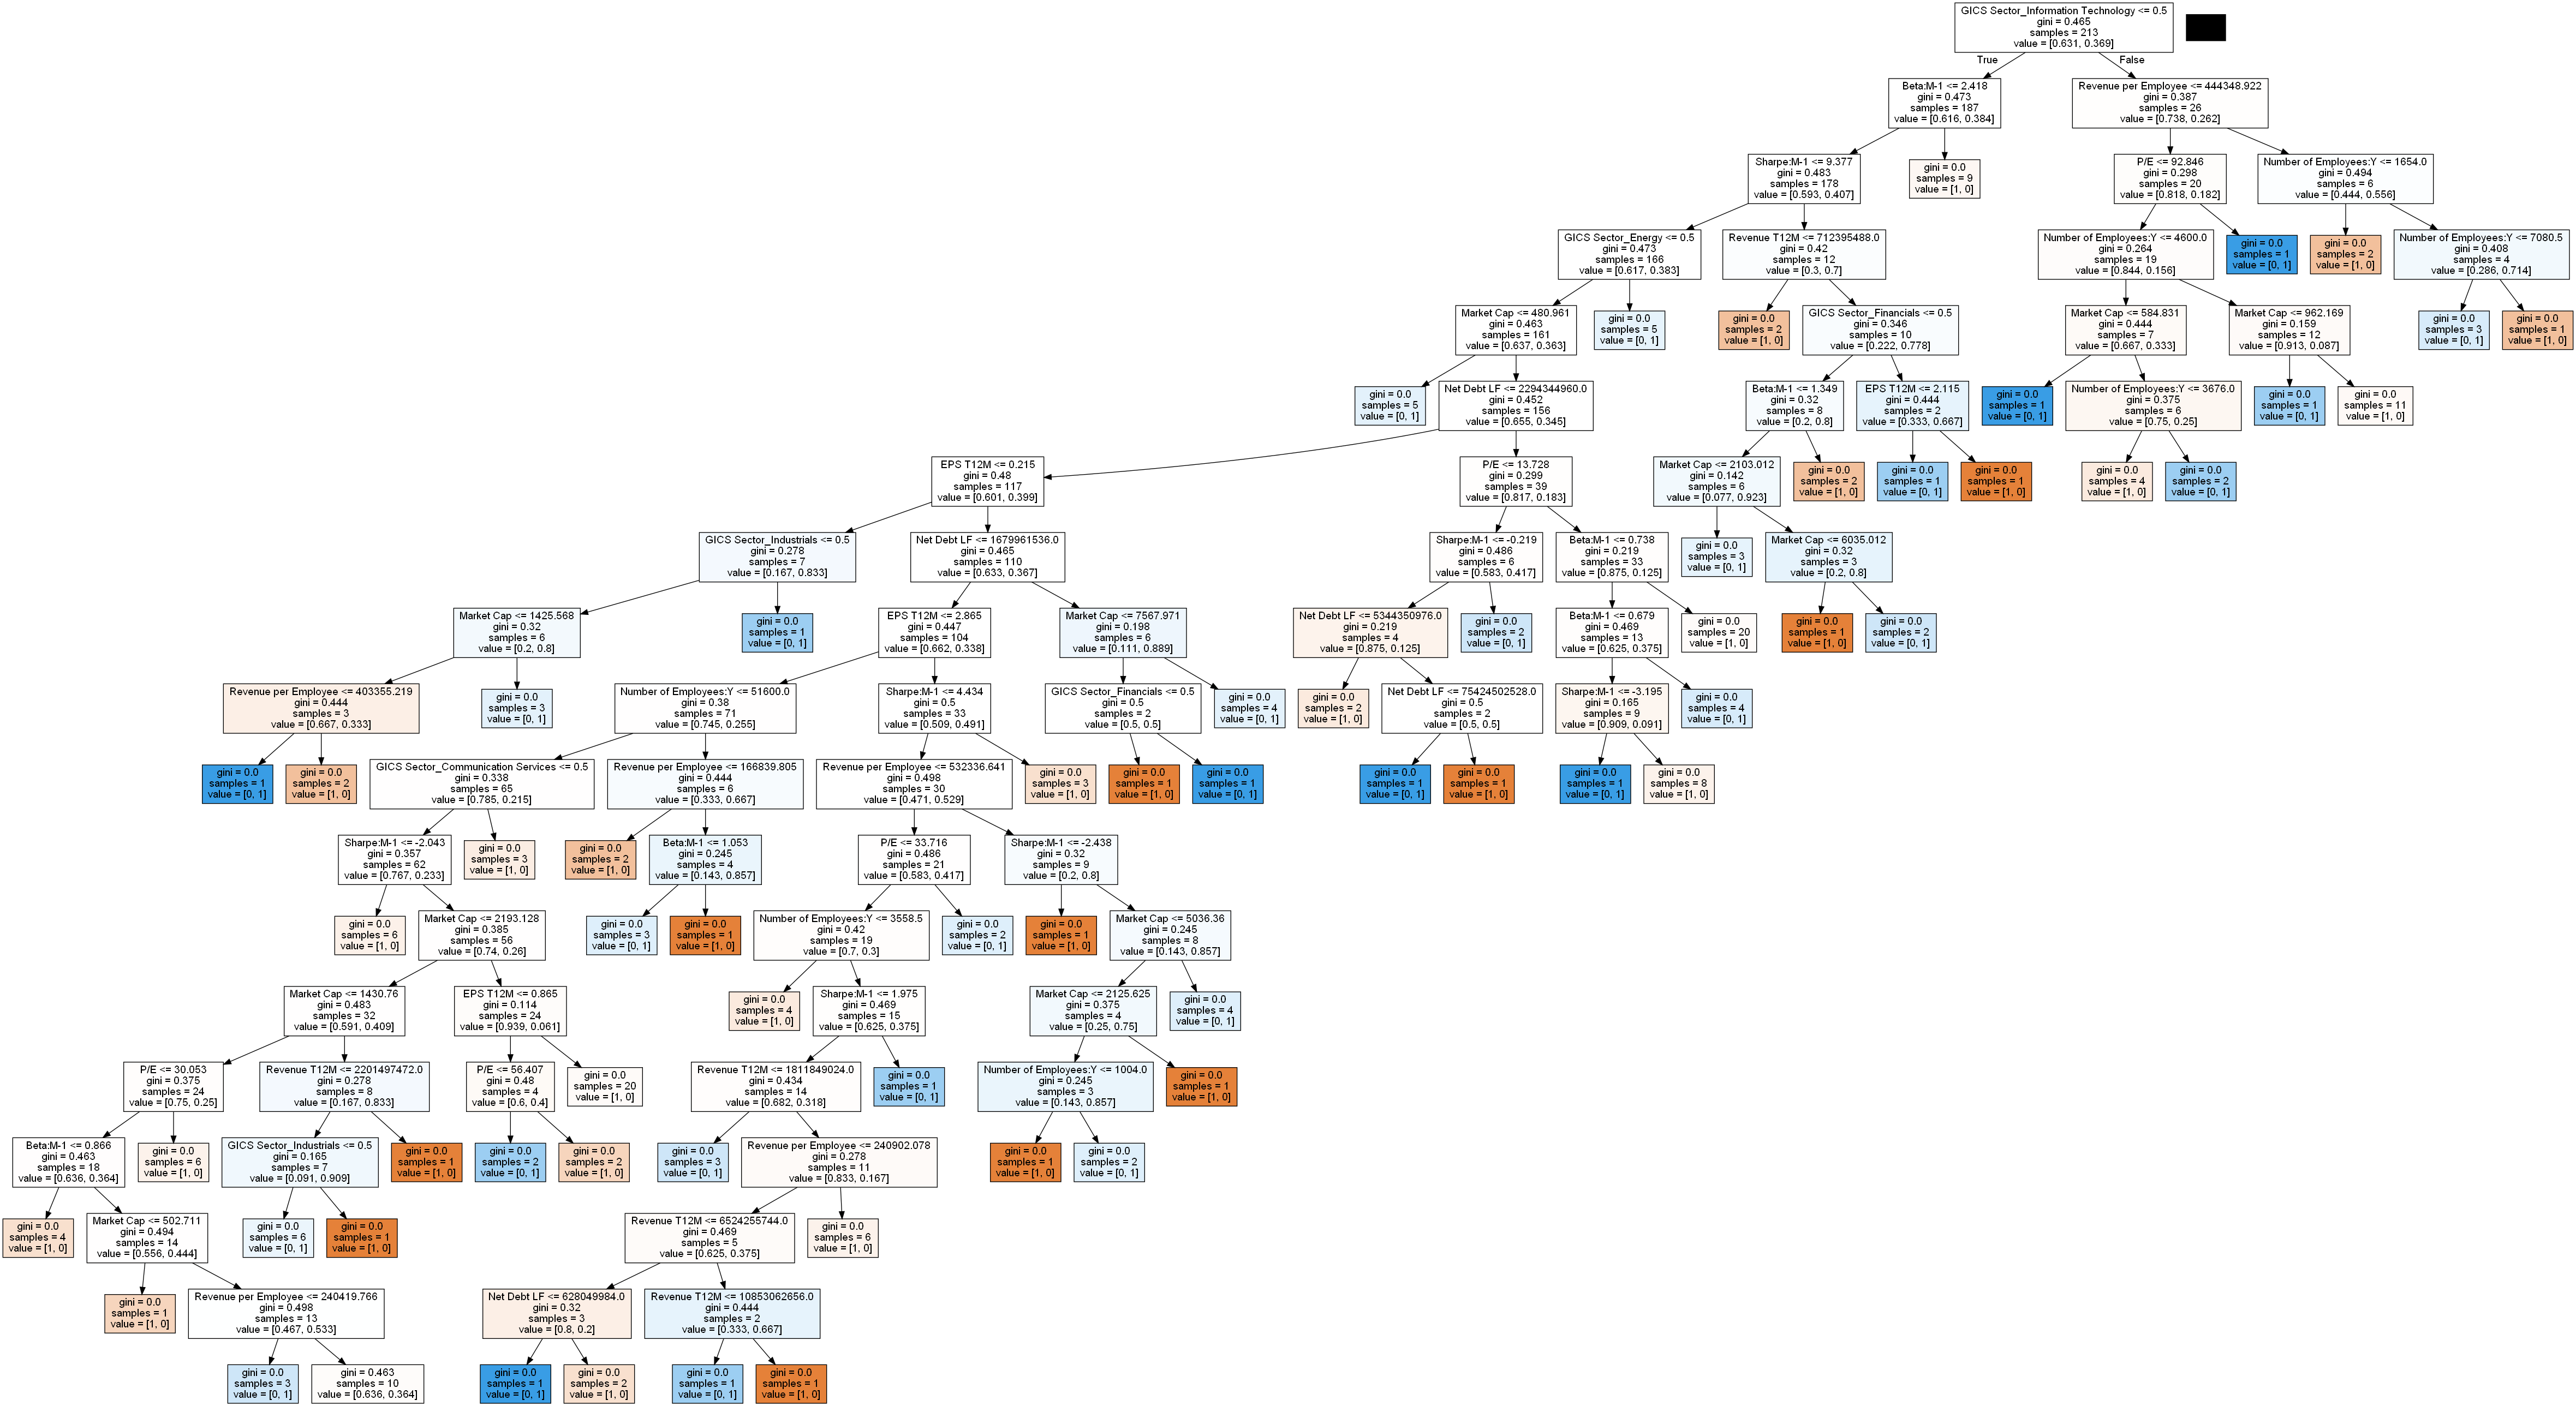 GICS Sector_Information Technology <= 0.5
gini = 0.465
samples = 213
value = [0.631, 0.369]
True
False
Beta:M-1 <= 2.418
gini = 0.473
samples = 187
value = [0.616, 0.384]
Revenue per Employee <= 444348.922
gini = 0.387
samples = 26
value = [0.738, 0.262]
Sharpe:M-1 <= 9.377
gini = 0.483
samples = 178
value = [0.593, 0.407]
gini = 0.0
samples = 9
value = [1, 0]
P/E <= 92.846
gini = 0.298
samples = 20
value = [0.818, 0.182]
Number of Employees:Y <= 1654.0
gini = 0.494
samples = 6
value = [0.444, 0.556]
GICS Sector_Energy <= 0.5
gini = 0.473
samples = 166
value = [0.617, 0.383]
Revenue T12M <= 712395488.0
gini = 0.42
samples = 12
value = [0.3, 0.7]
Number of Employees:Y <= 4600.0
gini = 0.264
samples = 19
value = [0.844, 0.156]
gini = 0.0
samples = 1
value = [0, 1]
gini = 0.0
samples = 2
value = [1, 0]
Number of Employees:Y <= 7080.5
gini = 0.408
samples = 4
value = [0.286, 0.714]
Market Cap <= 480.961
gini = 0.463
samples = 161
value = [0.637, 0.363]
gini = 0.0
samples = 5
value = [0, 1]
gini = 0.0
samples = 2
value = [1, 0]
GICS Sector_Financials <= 0.5
gini = 0.346
samples = 10
value = [0.222, 0.778]
Market Cap <= 584.831
gini = 0.444
samples = 7
value = [0.667, 0.333]
Market Cap <= 962.169
gini = 0.159
samples = 12
value = [0.913, 0.087]
gini = 0.0
samples = 3
value = [0, 1]
gini = 0.0
samples = 1
value = [1, 0]
gini = 0.0
samples = 5
value = [0, 1]
Net Debt LF <= 2294344960.0
gini = 0.452
samples = 156
value = [0.655, 0.345]
Beta:M-1 <= 1.349
gini = 0.32
samples = 8
value = [0.2, 0.8]
EPS T12M <= 2.115
gini = 0.444
samples = 2
value = [0.333, 0.667]
gini = 0.0
samples = 1
value = [0, 1]
Number of Employees:Y <= 3676.0
gini = 0.375
samples = 6
value = [0.75, 0.25]
gini = 0.0
samples = 1
value = [0, 1]
gini = 0.0
samples = 11
value = [1, 0]
EPS T12M <= 0.215
gini = 0.48
samples = 117
value = [0.601, 0.399]
P/E <= 13.728
gini = 0.299
samples = 39
value = [0.817, 0.183]
Market Cap <= 2103.012
gini = 0.142
samples = 6
value = [0.077, 0.923]
gini = 0.0
samples = 2
value = [1, 0]
gini = 0.0
samples = 1
value = [0, 1]
gini = 0.0
samples = 1
value = [1, 0]
gini = 0.0
samples = 4
value = [1, 0]
gini = 0.0
samples = 2
value = [0, 1]
GICS Sector_Industrials <= 0.5
gini = 0.278
samples = 7
value = [0.167, 0.833]
Net Debt LF <= 1679961536.0
gini = 0.465
samples = 110
value = [0.633, 0.367]
Sharpe:M-1 <= -0.219
gini = 0.486
samples = 6
value = [0.583, 0.417]
Beta:M-1 <= 0.738
gini = 0.219
samples = 33
value = [0.875, 0.125]
gini = 0.0
samples = 3
value = [0, 1]
Market Cap <= 6035.012
gini = 0.32
samples = 3
value = [0.2, 0.8]
Market Cap <= 1425.568
gini = 0.32
samples = 6
value = [0.2, 0.8]
gini = 0.0
samples = 1
value = [0, 1]
EPS T12M <= 2.865
gini = 0.447
samples = 104
value = [0.662, 0.338]
Market Cap <= 7567.971
gini = 0.198
samples = 6
value = [0.111, 0.889]
Net Debt LF <= 5344350976.0
gini = 0.219
samples = 4
value = [0.875, 0.125]
gini = 0.0
samples = 2
value = [0, 1]
Beta:M-1 <= 0.679
gini = 0.469
samples = 13
value = [0.625, 0.375]
gini = 0.0
samples = 20
value = [1, 0]
gini = 0.0
samples = 1
value = [1, 0]
gini = 0.0
samples = 2
value = [0, 1]
Revenue per Employee <= 403355.219
gini = 0.444
samples = 3
value = [0.667, 0.333]
gini = 0.0
samples = 3
value = [0, 1]
Number of Employees:Y <= 51600.0
gini = 0.38
samples = 71
value = [0.745, 0.255]
Sharpe:M-1 <= 4.434
gini = 0.5
samples = 33
value = [0.509, 0.491]
GICS Sector_Financials <= 0.5
gini = 0.5
samples = 2
value = [0.5, 0.5]
gini = 0.0
samples = 4
value = [0, 1]
gini = 0.0
samples = 2
value = [1, 0]
Net Debt LF <= 75424502528.0
gini = 0.5
samples = 2
value = [0.5, 0.5]
Sharpe:M-1 <= -3.195
gini = 0.165
samples = 9
value = [0.909, 0.091]
gini = 0.0
samples = 4
value = [0, 1]
gini = 0.0
samples = 1
value = [0, 1]
gini = 0.0
samples = 2
value = [1, 0]
GICS Sector_Communication Services <= 0.5
gini = 0.338
samples = 65
value = [0.785, 0.215]
Revenue per Employee <= 166839.805
gini = 0.444
samples = 6
value = [0.333, 0.667]
Revenue per Employee <= 532336.641
gini = 0.498
samples = 30
value = [0.471, 0.529]
gini = 0.0
samples = 3
value = [1, 0]
gini = 0.0
samples = 1
value = [1, 0]
gini = 0.0
samples = 1
value = [0, 1]
gini = 0.0
samples = 1
value = [0, 1]
gini = 0.0
samples = 1
value = [1, 0]
gini = 0.0
samples = 1
value = [0, 1]
gini = 0.0
samples = 8
value = [1, 0]
Sharpe:M-1 <= -2.043
gini = 0.357
samples = 62
value = [0.767, 0.233]
gini = 0.0
samples = 3
value = [1, 0]
gini = 0.0
samples = 2
value = [1, 0]
Beta:M-1 <= 1.053
gini = 0.245
samples = 4
value = [0.143, 0.857]
P/E <= 33.716
gini = 0.486
samples = 21
value = [0.583, 0.417]
Sharpe:M-1 <= -2.438
gini = 0.32
samples = 9
value = [0.2, 0.8]
gini = 0.0
samples = 6
value = [1, 0]
Market Cap <= 2193.128
gini = 0.385
samples = 56
value = [0.74, 0.26]
gini = 0.0
samples = 3
value = [0, 1]
gini = 0.0
samples = 1
value = [1, 0]
Number of Employees:Y <= 3558.5
gini = 0.42
samples = 19
value = [0.7, 0.3]
gini = 0.0
samples = 2
value = [0, 1]
gini = 0.0
samples = 1
value = [1, 0]
Market Cap <= 5036.36
gini = 0.245
samples = 8
value = [0.143, 0.857]
Market Cap <= 1430.76
gini = 0.483
samples = 32
value = [0.591, 0.409]
EPS T12M <= 0.865
gini = 0.114
samples = 24
value = [0.939, 0.061]
gini = 0.0
samples = 4
value = [1, 0]
Sharpe:M-1 <= 1.975
gini = 0.469
samples = 15
value = [0.625, 0.375]
Market Cap <= 2125.625
gini = 0.375
samples = 4
value = [0.25, 0.75]
gini = 0.0
samples = 4
value = [0, 1]
P/E <= 30.053
gini = 0.375
samples = 24
value = [0.75, 0.25]
Revenue T12M <= 2201497472.0
gini = 0.278
samples = 8
value = [0.167, 0.833]
P/E <= 56.407
gini = 0.48
samples = 4
value = [0.6, 0.4]
gini = 0.0
samples = 20
value = [1, 0]
Revenue T12M <= 1811849024.0
gini = 0.434
samples = 14
value = [0.682, 0.318]
gini = 0.0
samples = 1
value = [0, 1]
Number of Employees:Y <= 1004.0
gini = 0.245
samples = 3
value = [0.143, 0.857]
gini = 0.0
samples = 1
value = [1, 0]
Beta:M-1 <= 0.866
gini = 0.463
samples = 18
value = [0.636, 0.364]
gini = 0.0
samples = 6
value = [1, 0]
GICS Sector_Industrials <= 0.5
gini = 0.165
samples = 7
value = [0.091, 0.909]
gini = 0.0
samples = 1
value = [1, 0]
gini = 0.0
samples = 2
value = [0, 1]
gini = 0.0
samples = 2
value = [1, 0]
gini = 0.0
samples = 3
value = [0, 1]
Revenue per Employee <= 240902.078
gini = 0.278
samples = 11
value = [0.833, 0.167]
gini = 0.0
samples = 1
value = [1, 0]
gini = 0.0
samples = 2
value = [0, 1]
gini = 0.0
samples = 4
value = [1, 0]
Market Cap <= 502.711
gini = 0.494
samples = 14
value = [0.556, 0.444]
gini = 0.0
samples = 6
value = [0, 1]
gini = 0.0
samples = 1
value = [1, 0]
Revenue T12M <= 6524255744.0
gini = 0.469
samples = 5
value = [0.625, 0.375]
gini = 0.0
samples = 6
value = [1, 0]
gini = 0.0
samples = 1
value = [1, 0]
Revenue per Employee <= 240419.766
gini = 0.498
samples = 13
value = [0.467, 0.533]
Net Debt LF <= 628049984.0
gini = 0.32
samples = 3
value = [0.8, 0.2]
Revenue T12M <= 10853062656.0
gini = 0.444
samples = 2
value = [0.333, 0.667]
gini = 0.0
samples = 3
value = [0, 1]
gini = 0.463
samples = 10
value = [0.636, 0.364]
gini = 0.0
samples = 1
value = [0, 1]
gini = 0.0
samples = 2
value = [1, 0]
gini = 0.0
samples = 1
value = [0, 1]
gini = 0.0
samples = 1
value = [1, 0]